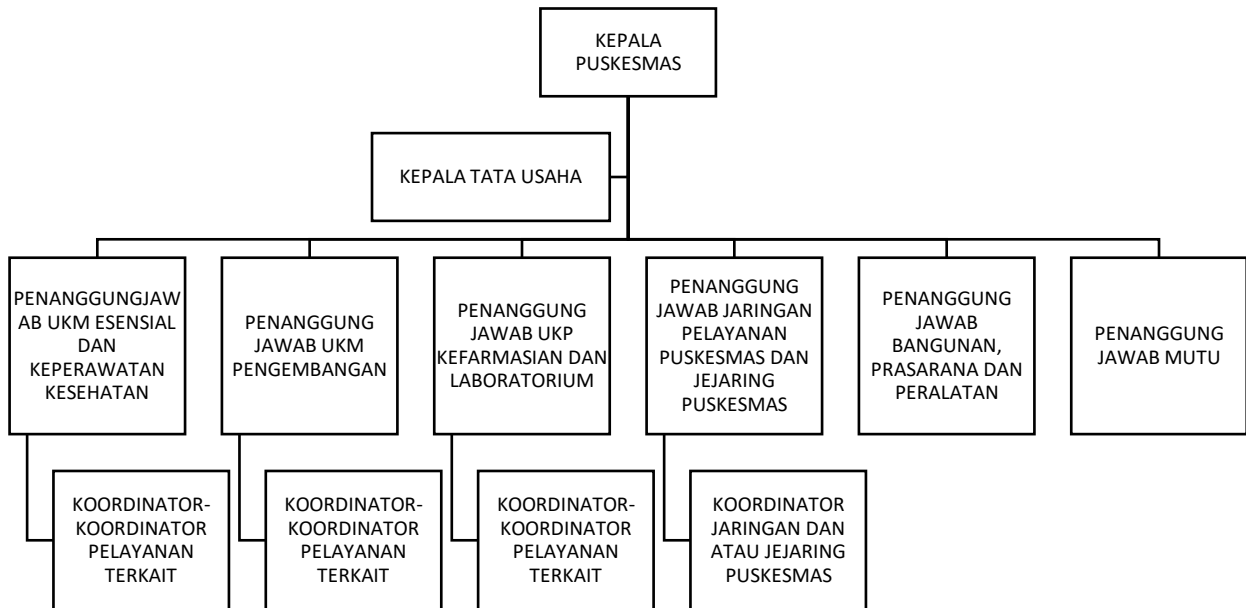 KEPALA
PUSKESMAS
KEPALA TATA USAHA
PENANGGUNGJAW
AB UKM ESENSIAL
DAN
KEPERAWATAN
KESEHATAN
PENANGGUNG
JAWAB UKM
PENGEMBANGAN
PENANGGUNG
JAWAB UKP
KEFARMASIAN DAN
LABORATORIUM
PENANGGUNG
JAWAB JARINGAN
PELAYANAN
PUSKESMAS DAN
JEJARING
PUSKESMAS
PENANGGUNG
JAWAB
BANGUNAN,
PRASARANA DAN
PERALATAN
PENANGGUNG
JAWAB MUTU
KOORDINATOR-
KOORDINATOR
PELAYANAN
TERKAIT
KOORDINATOR-
KOORDINATOR
PELAYANAN
TERKAIT
KOORDINATOR-
KOORDINATOR
PELAYANAN
TERKAIT
KOORDINATOR
JARINGAN DAN
ATAU JEJARING
PUSKESMAS